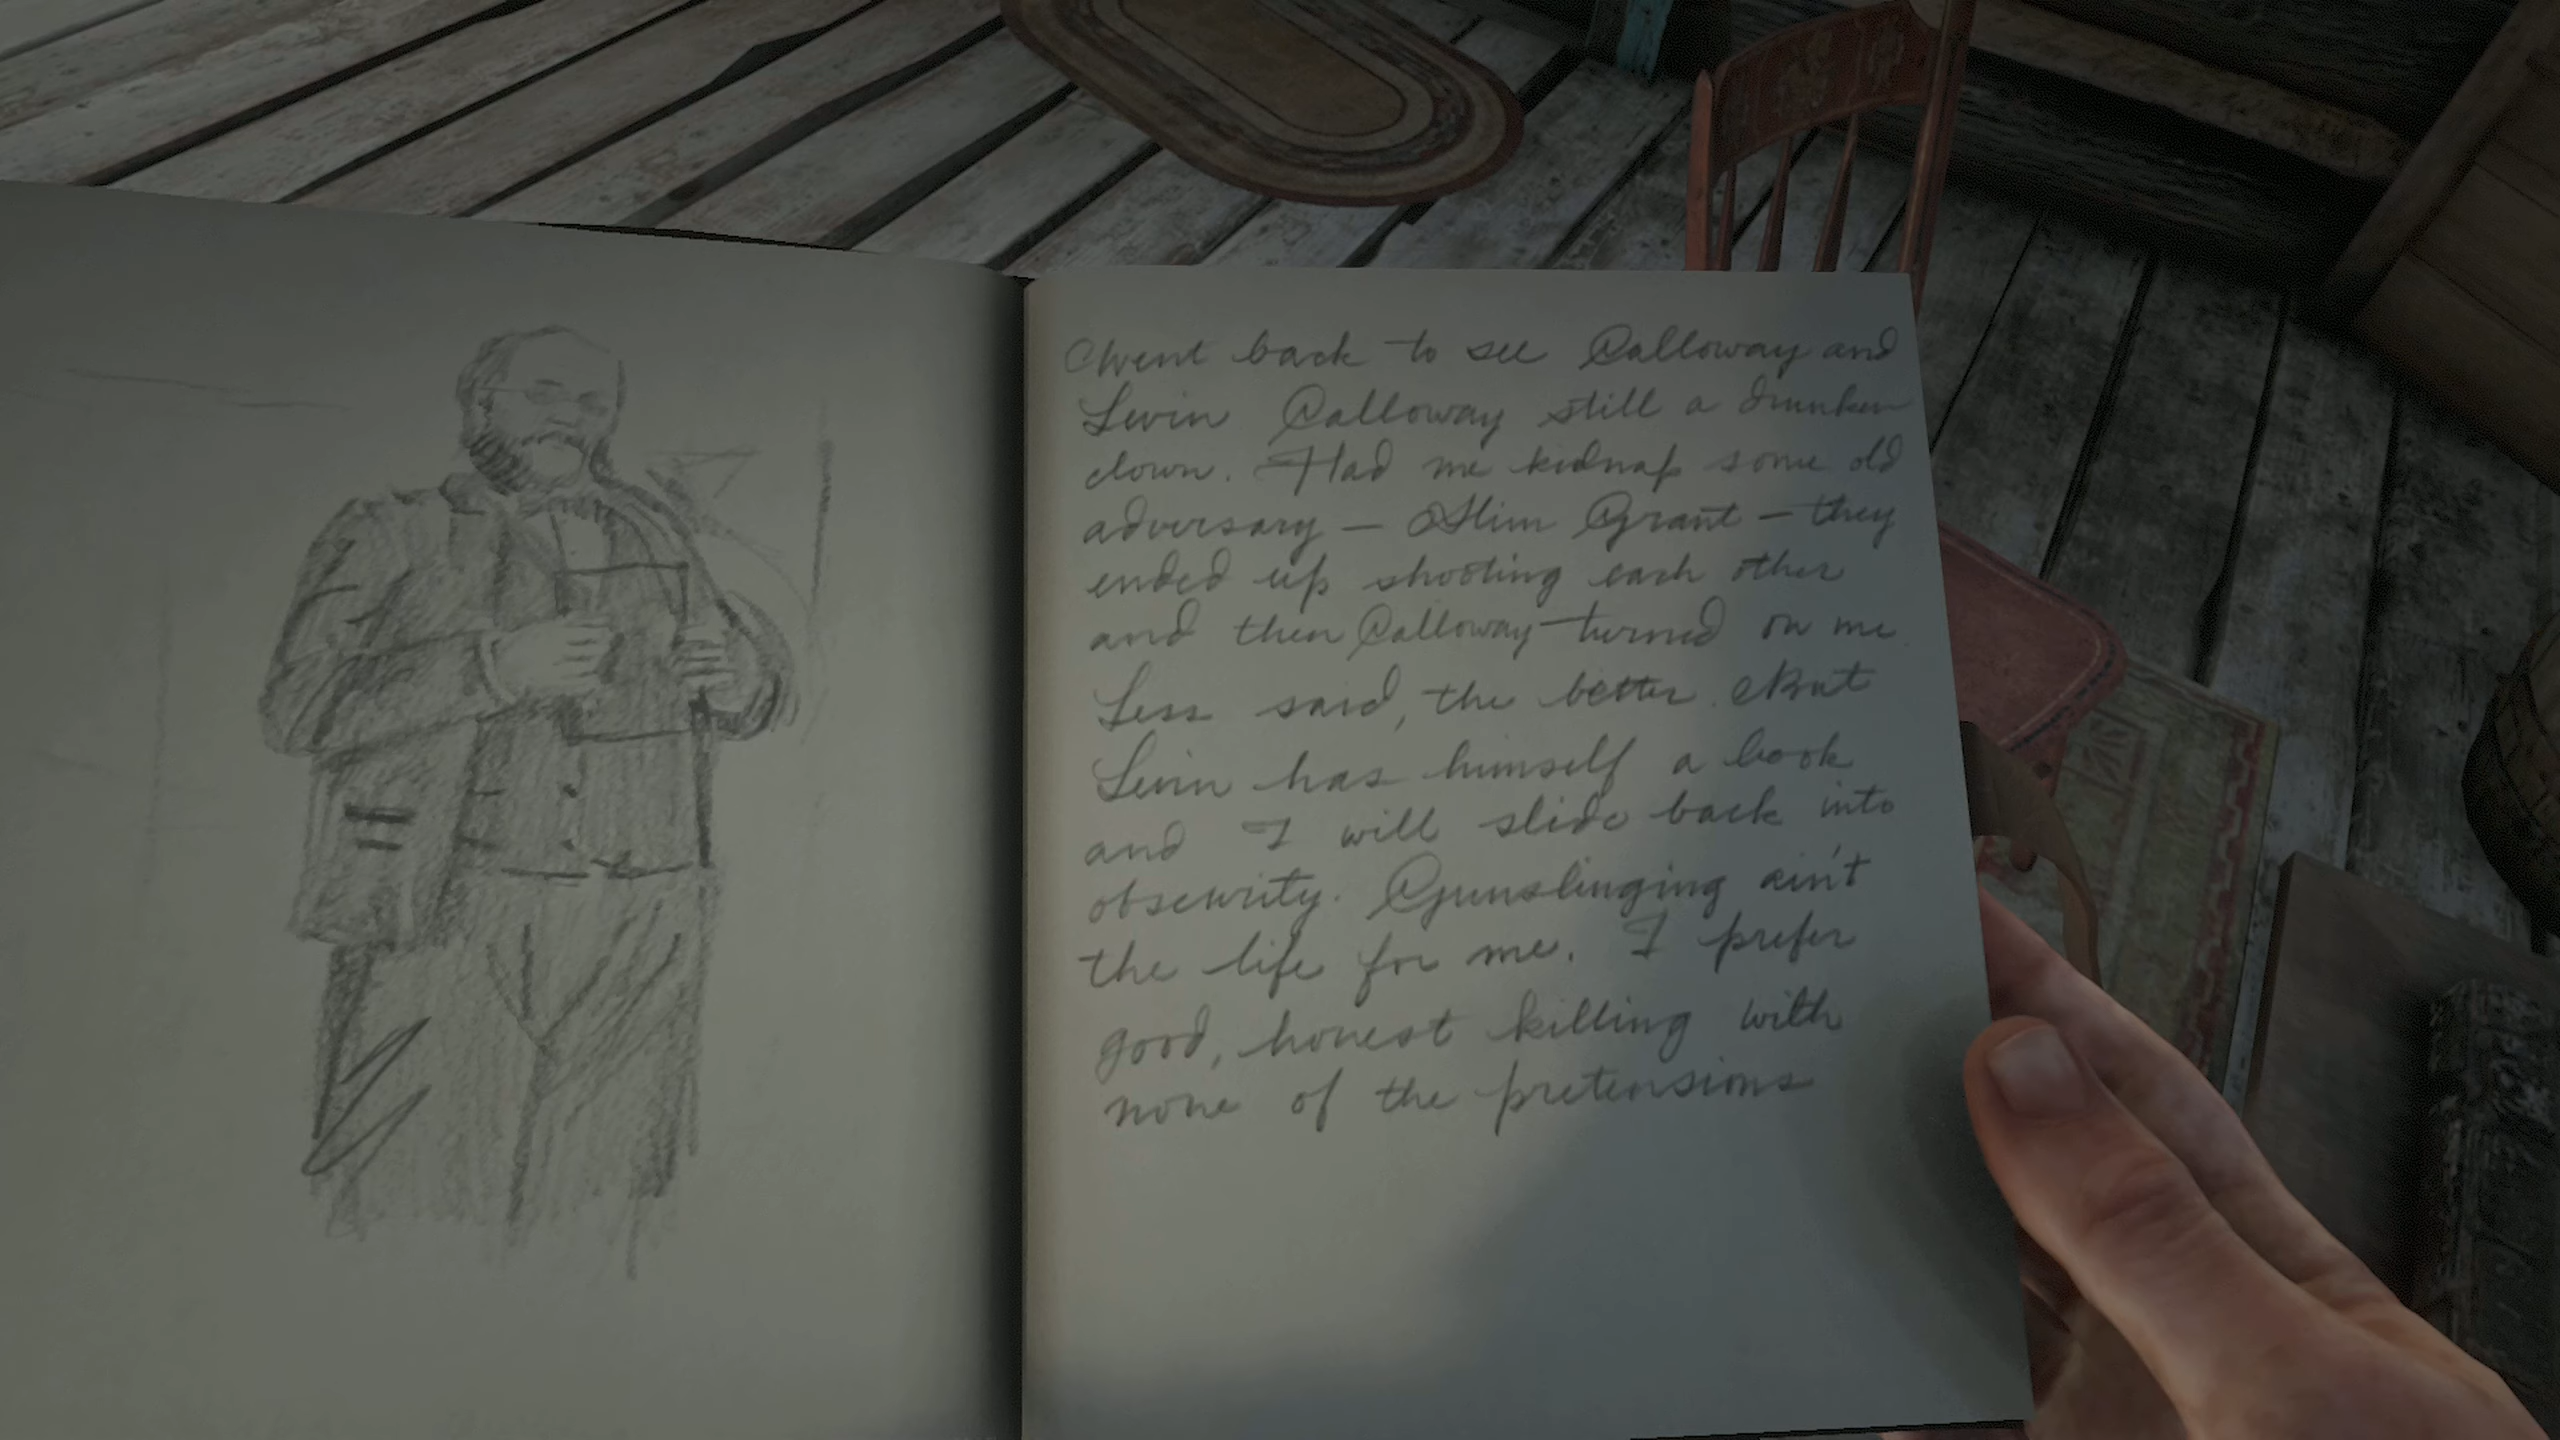 Went back to see Calloway and
Levin Calloway still a drunken
clown. Had me kidnap some old
adversary – Slim Grant – they
ended up shooting each other
and then Calloway turned on me.
Less said, the better. But
Levin has himself a book
and I will slide back into
obscurity. Gunslinging ain't
the life for me. I prefer
good, honest killing with
none of the pretensions